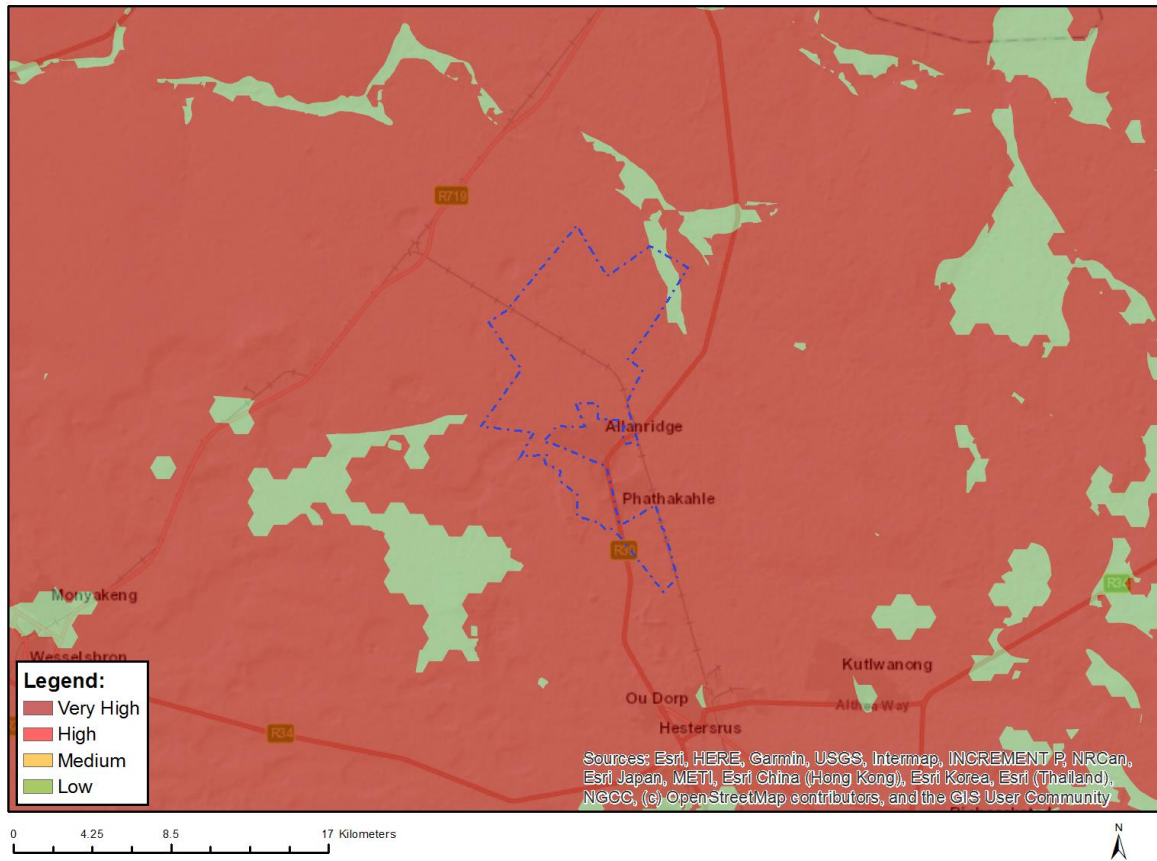 R719
Allanridge
Phathakahle
R30
R34
Monyakeng
Wesselsbron
Kutlwanong
Ou Dorp
Althea Way
R34
Hestersrus
Legend:
Very High
High
Medium
Low
Sources: Esri, HERE, Garmin, USGS, Intermap, INCREMENT P, NRCan,
Esri Japan, METI, Esri China (Hong Kong), Esri Korea, Esri (Thailand),
NGCC, (c) OpenStreetMap contributors, and the GIS User Community
0 4.25 8.5 17 Kilometers
N